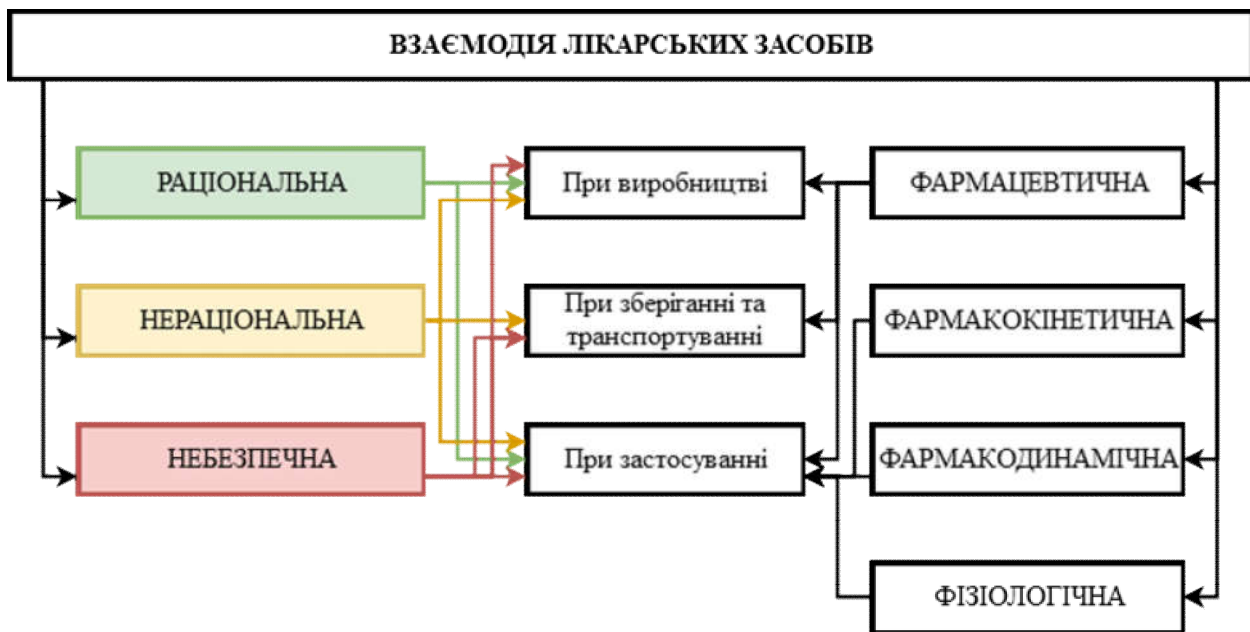 ВЗАЄМОДІЯ ЛІКАРСЬКИХ ЗАСОБІВ
РАЦІОНАЛЬНА
При виробництві
ФАРМАЦЕВТИЧНА
НЕРАЦІОНАЛЬНА
При зберіганні та
транспортуванні
ФАРМАКОКІНЕТИЧНА
НЕБЕЗПЕЧНА
При застосуванні
ФАРМАКОДИНАМІЧНА
ФІЗІОЛОГІЧНА